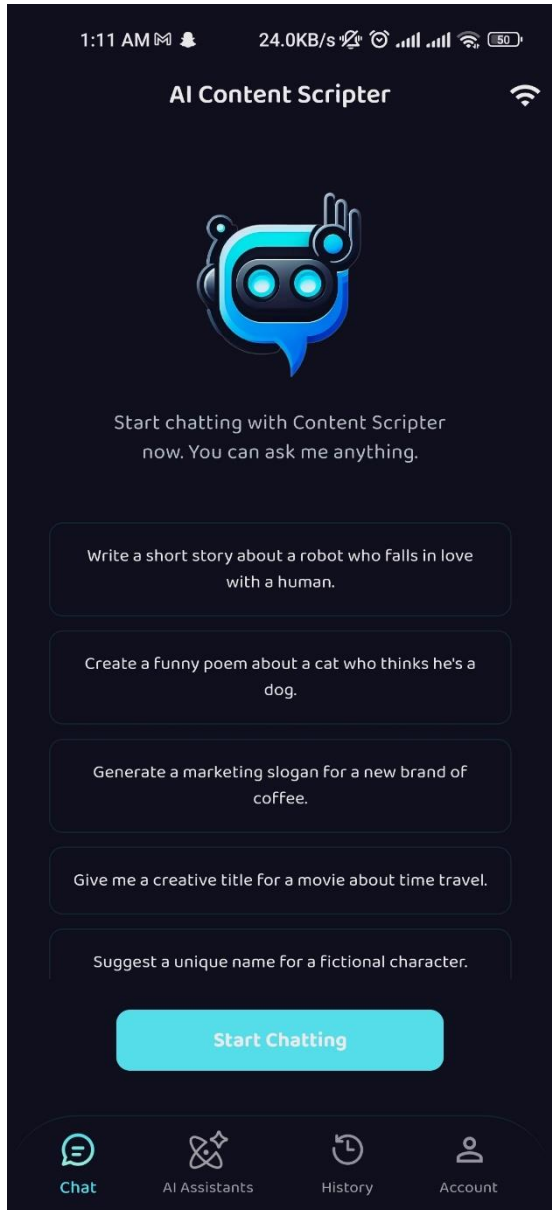 1:11 AM 24.0KB/s 50
AI Content Scripter
Start chatting with Content Scripter
now. You can ask me anything.
Write a short story about a robot who falls in love
with a human.
Create a funny poem about a cat who thinks he's a
dog.
Generate a marketing slogan for a new brand of
coffee.
Give me a creative title for a movie about time travel.
Suggest a unique name for a fictional character.
Start Chatting
Chat AI Assistants History Account